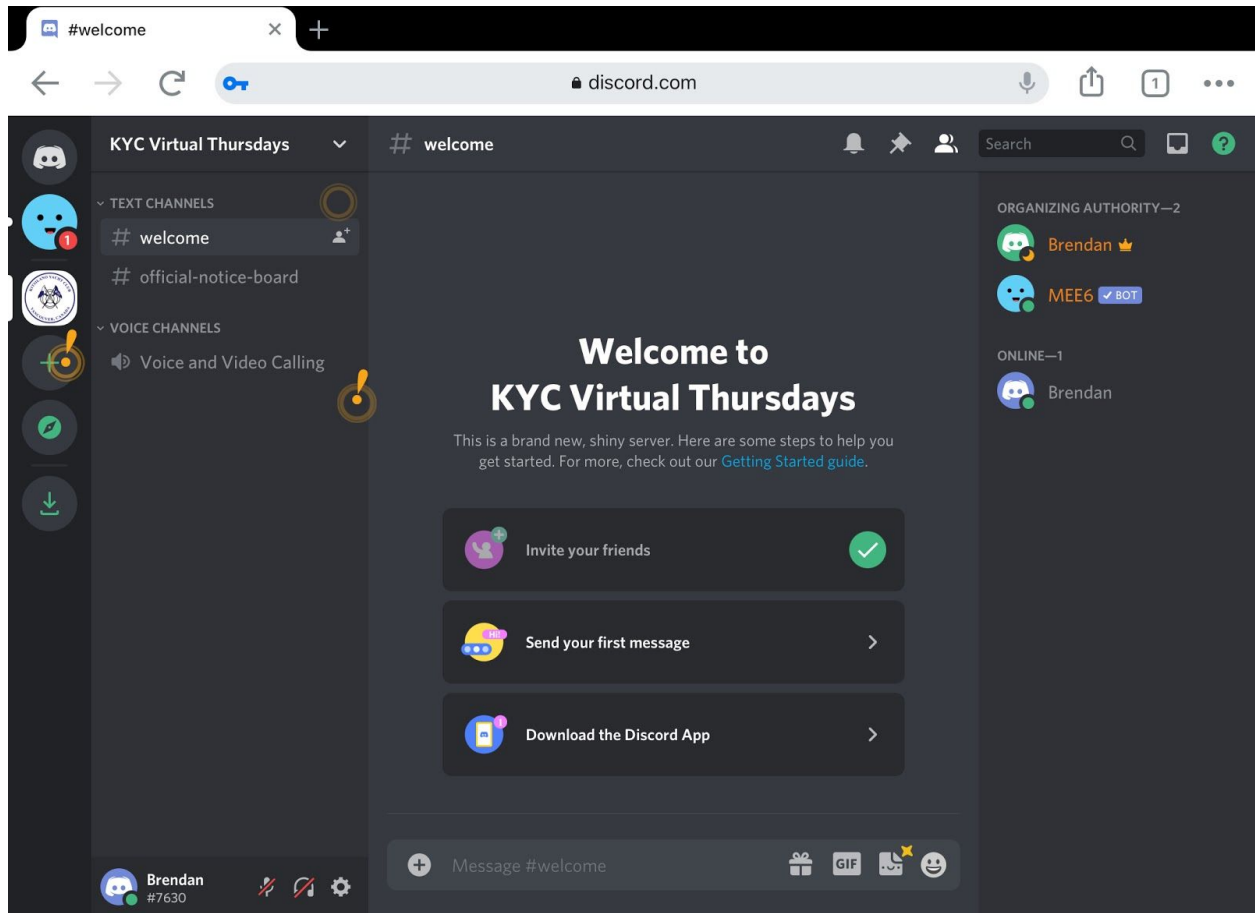 #welcome
discord.com
1
KYC Virtual Thursdays
# welcome
Search
?
1
TEXT CHANNELS
# welcome
# official-notice-board
VOICE CHANNELS
Voice and Video Calling
Welcome to
KYC Virtual Thursdays
This is a brand new, shiny server. Here are some steps to help you
get started. For more, check out our Getting Started guide.
Invite your friends
Hi!
Send your first message
Download the Discord App
Message #welcome
GIF
ORGANIZING AUTHORITY—2
Brendan
MEE6 ✓ BOT
ONLINE—1
Brendan
Brendan
#7630